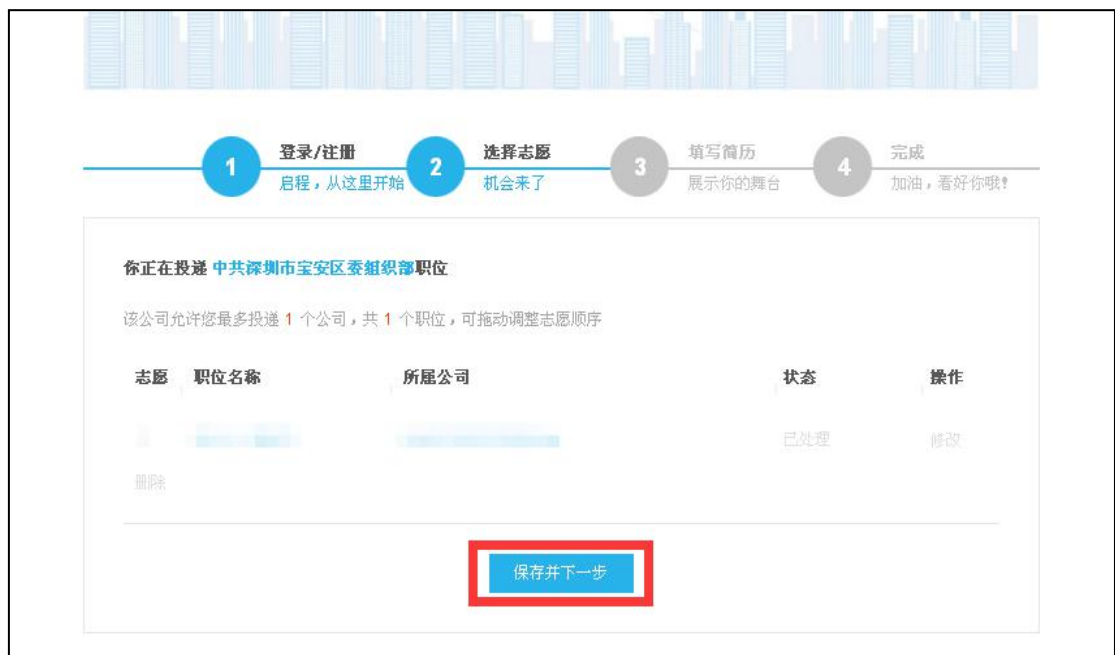 1 登录/注册 2 选择志愿 3 填写简历 4 完成
启程，从这里开始 机会来了 展示你的舞台 加油，看好你哦！
你正在投递 中共深圳市宝安区委组织部职位
该公司允许您最多投递 1 个公司，共 1 个职位，可拖动调整志愿顺序
志愿 职位名称 所属公司 状态 操作
已处理 修改
删除
保存并下一步